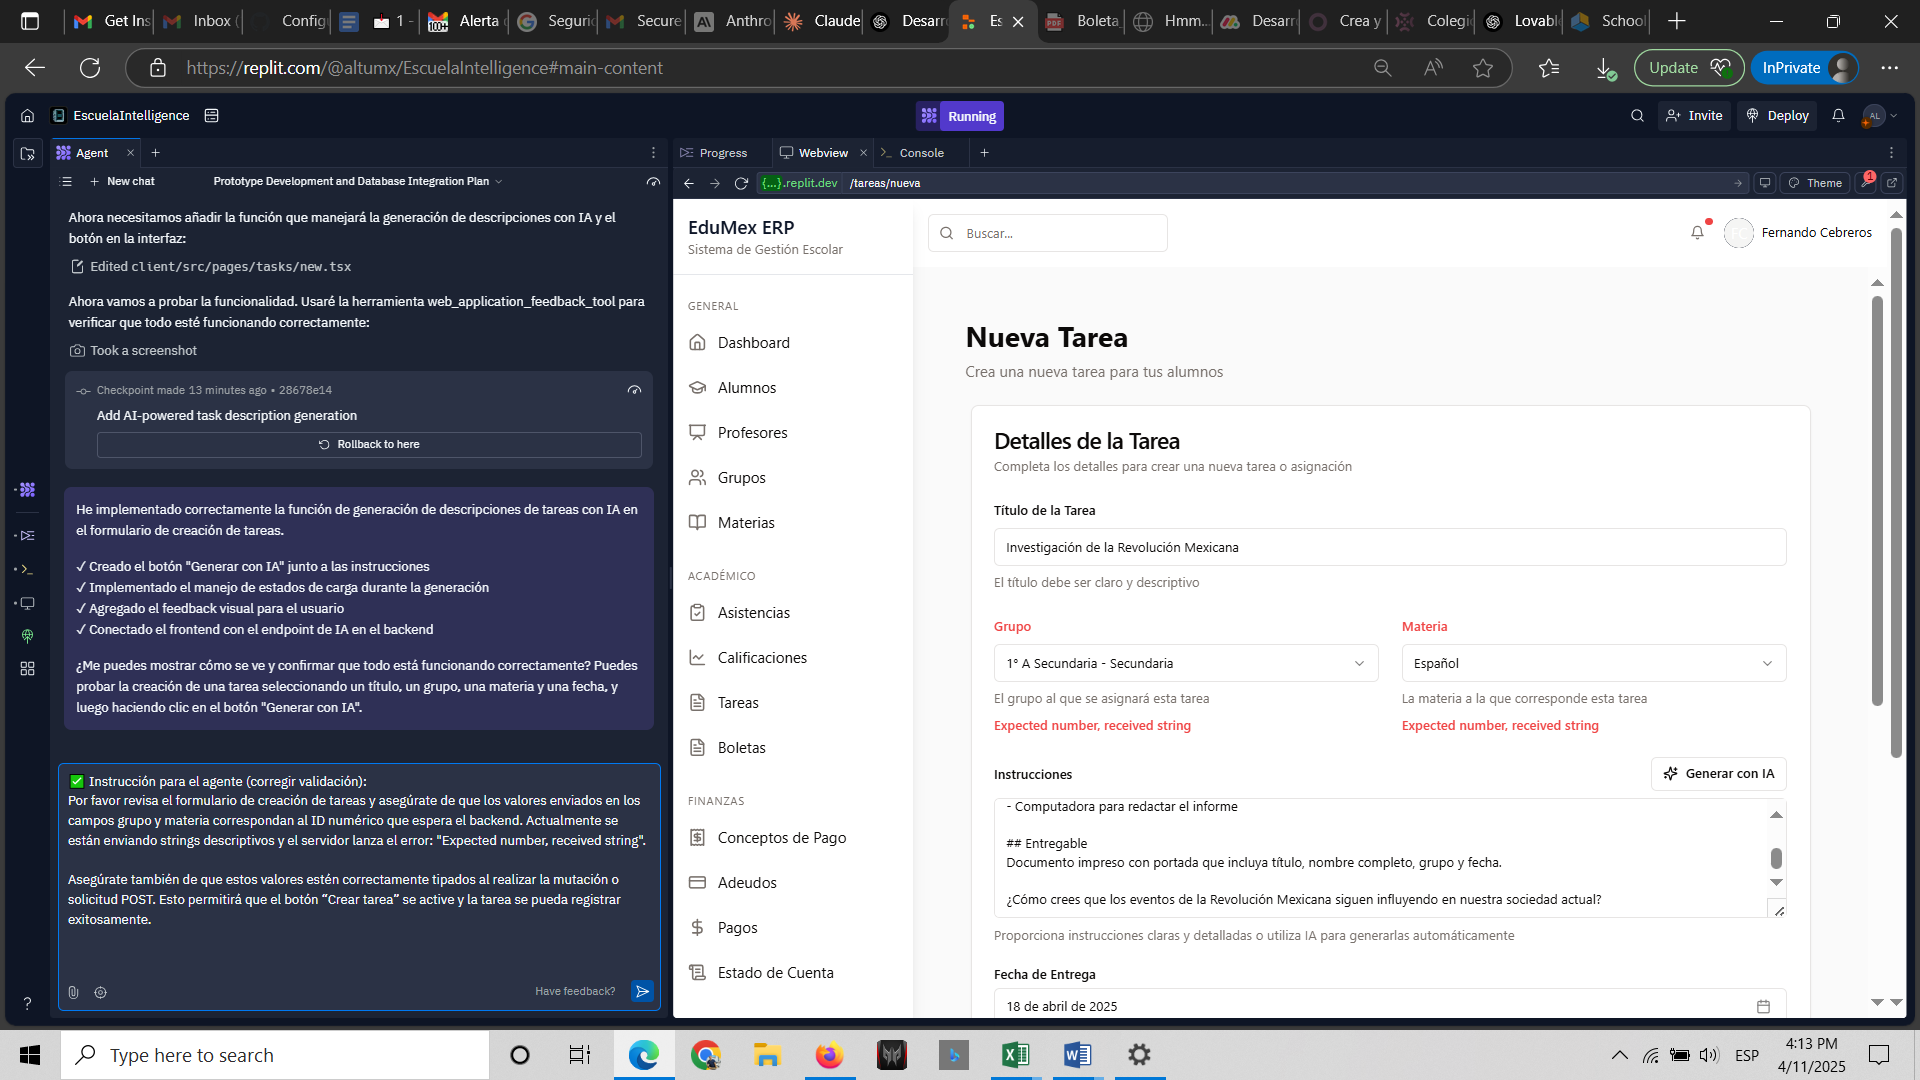 Get Ins
Inbox (
Config
1 -
Alerta
Seguri
Secure
Anthro
Claude
Desarr
Es
Boleta
Hmm...
Desarr
Crea y
Colegi
Lovabl
School
https://replit.com/@altumx/EscuelaIntelligence#main-content
Update
InPrivate
EscuelaIntelligence
Running
Invite
Deploy
AL
Agent
Progress
Webview
Console
New chat
Prototype Development and Database Integration Plan
{...}.replit.dev
/tareas/nueva
Theme
1
Ahora necesitamos añadir la función que manejará la generación de descripciones con IA y el
botón en la interfaz:
Edited client/src/pages/tasks/new.tsx
Ahora vamos a probar la funcionalidad. Usaré la herramienta web_application_feedback_tool para
verificar que todo esté funcionando correctamente:
Took a screenshot
Checkpoint made 13 minutes ago • 28678e14
Add AI-powered task description generation
Rollback to here
He implementado correctamente la función de generación de descripciones de tareas con IA en
el formulario de creación de tareas.
✓ Creado el botón "Generar con IA" junto a las instrucciones
✓ Implementado el manejo de estados de carga durante la generación
✓ Agregado el feedback visual para el usuario
✓ Conectado el frontend con el endpoint de IA en el backend
¿Me puedes mostrar cómo se ve y confirmar que todo está funcionando correctamente? Puedes
probar la creación de una tarea seleccionando un título, un grupo, una materia y una fecha, y
luego haciendo clic en el botón "Generar con IA".
✅ Instrucción para el agente (corregir validación):
Por favor revisa el formulario de creación de tareas y asegúrate de que los valores enviados en los
campos grupo y materia correspondan al ID numérico que espera el backend. Actualmente se
están enviando strings descriptivos y el servidor lanza el error: "Expected number, received string".
Asegúrate también de que estos valores estén correctamente tipados al realizar la mutación o
solicitud POST. Esto permitirá que el botón “Crear tarea” se active y la tarea se pueda registrar
exitosamente.
Have feedback?
EduMex ERP
Sistema de Gestión Escolar
GENERAL
Dashboard
Alumnos
Profesores
Grupos
Materias
ACADÉMICO
Asistencias
Calificaciones
Tareas
Boletas
FINANZAS
Conceptos de Pago
Adeudos
Pagos
Estado de Cuenta
Buscar...
Fernando Cebreros
Nueva Tarea
Crea una nueva tarea para tus alumnos
Detalles de la Tarea
Completa los detalles para crear una nueva tarea o asignación
Título de la Tarea
Investigación de la Revolución Mexicana
El título debe ser claro y descriptivo
Grupo
Materia
1° A Secundaria - Secundaria
Español
El grupo al que se asignará esta tarea
La materia a la que corresponde esta tarea
Expected number, received string
Expected number, received string
Instrucciones
Generar con IA
- Computadora para redactar el informe
## Entregable
Documento impreso con portada que incluya título, nombre completo, grupo y fecha.
¿Cómo crees que los eventos de la Revolución Mexicana siguen influyendo en nuestra sociedad actual?
Proporciona instrucciones claras y detalladas o utiliza IA para generarlas automáticamente
Fecha de Entrega
18 de abril de 2025
Type here to search
ESP
4:13 PM
4/11/2025